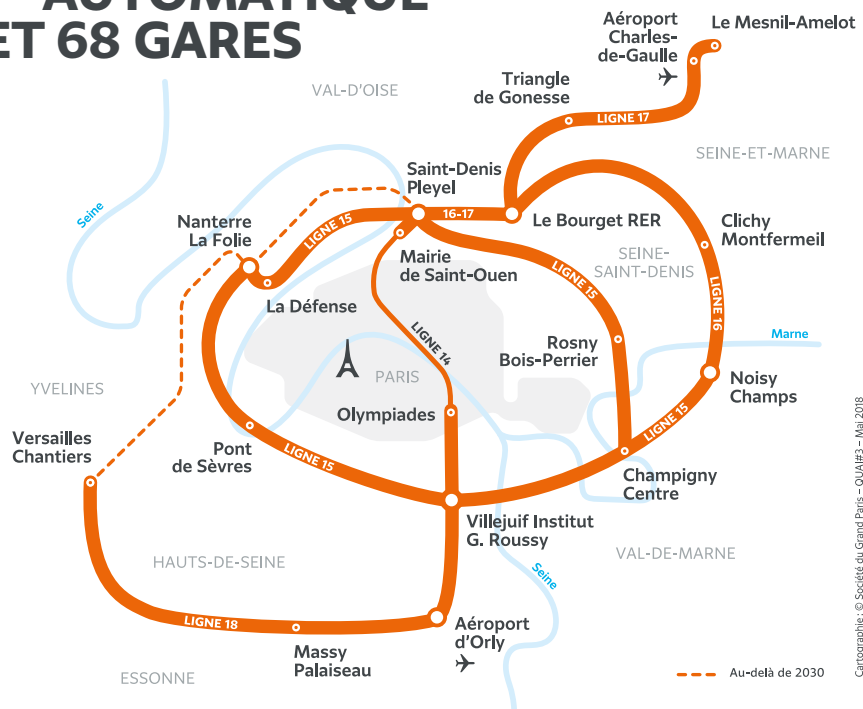 AUTOMATIQUE
ET 68 GARES
Aéroport
Charles-
de-Gaulle
Le Mesnil-Amelot
Triangle
de Gonesse
VAL-D'OISE
LIGNE 17
SEINE-ET-MARNE
Saint-Denis
Pleyel
Seine
Nanterre
La Folie
LIGNE 15
16-17
Le Bourget RER
Clichy
Montfermeil
Mairie
de Saint-Ouen
SEINE-
SAINT-DENIS
La Défense
LIGNE 15
LIGNE 16
LIGNE 14
Marne
Rosny
Bois-Perrier
PARIS
YVELINES
Noisy
Champs
Olympiades
Versailles
Chantiers
Pont
de Sèvres
LIGNE 15
LIGNE 15
Champigny
Centre
Villejuif Institut
G. Roussy
HAUTS-DE-SEINE
VAL-DE-MARNE
Seine
LIGNE 18
Aéroport
d'Orly
Massy
Palaiseau
ESSONNE
Au-delà de 2030
Cartographie : © Société du Grand Paris – QUAI#3 – Mai 2018